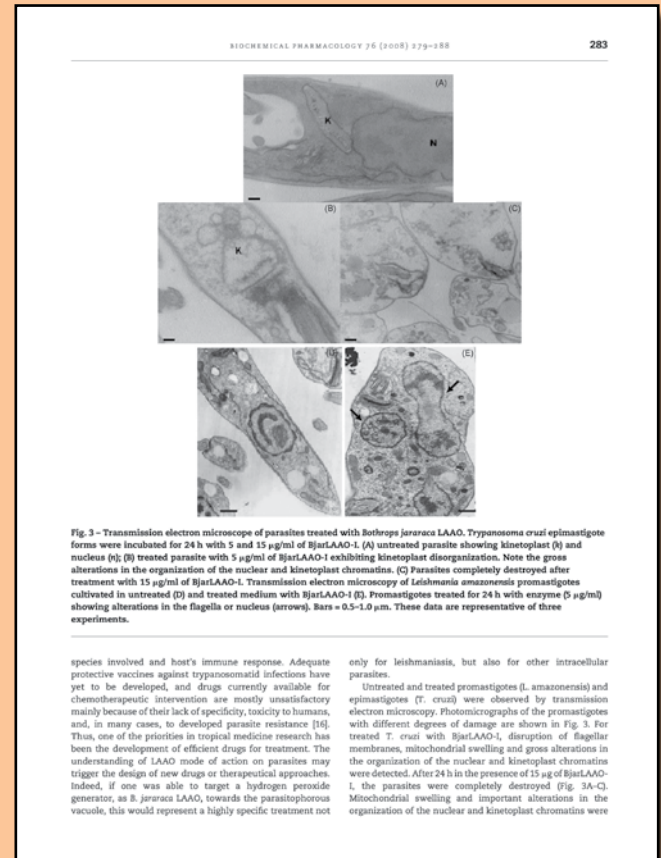 BIOCHEMICAL PHARMACOLOGY 76 (2008) 279–288
283
(A)
K
N
(B)
K
(C)
(D)
(E)
Fig. 3 – Transmission electron microscope of parasites treated with Bothrops jararaca LAAO. Trypanosoma cruzi epimastigote
forms were incubated for 24 h with 5 and 15 μg/ml of BjarLAAO-I. (A) untreated parasite showing kinetoplast (k) and
nucleus (n); (B) treated parasite with 5 μg/ml of BjarLAAO-I exhibiting kinetoplast disorganization. Note the gross
alterations in the organization of the nuclear and kinetoplast chromatins. (C) Parasites completely destroyed after
treatment with 15 μg/ml of BjarLAAO-I. Transmission electron microscopy of Leishmania amazonensis promastigotes
cultivated in untreated (D) and treated medium with BjarLAAO-I (E). Promastigotes treated for 24 h with enzyme (5 μg/ml)
showing alterations in the flagella or nucleus (arrows). Bars = 0.5–1.0 μm. These data are representative of three
experiments.
species involved and host's immune response. Adequate
protective vaccines against trypanosomatid infections have
yet to be developed, and drugs currently available for
chemotherapeutic intervention are mostly unsatisfactory
mainly because of their lack of specificity, toxicity to humans,
and, in many cases, to developed parasite resistance [16].
Thus, one of the priorities in tropical medicine research has
been the development of efficient drugs for treatment. The
understanding of LAAO mode of action on parasites may
trigger the design of new drugs or therapeutic approaches.
Indeed, if one was able to target a hydrogen peroxide
generator, as B. jararaca LAAO, towards the parasitophorous
vacuole, this would represent a highly specific treatment not
only for leishmaniasis, but also for other intracellular
parasites.
Untreated and treated promastigotes (L. amazonensis) and
epimastigotes (T. cruzi) were observed by transmission
electron microscopy. Photomicrographs of the promastigotes
with different degrees of damage are shown in Fig. 3. For
treated T. cruzi with BjarLAAO-I, disruption of flagellar
membranes, mitochondrial swelling and gross alterations in
the organization of the nuclear and kinetoplast chromatins
were detected. After 24 h in the presence of 15 μg of BjarLAAO-
I, the parasites were completely destroyed (Fig. 3A–C).
Mitochondrial swelling and important alterations in the
organization of the nuclear and kinetoplast chromatins were